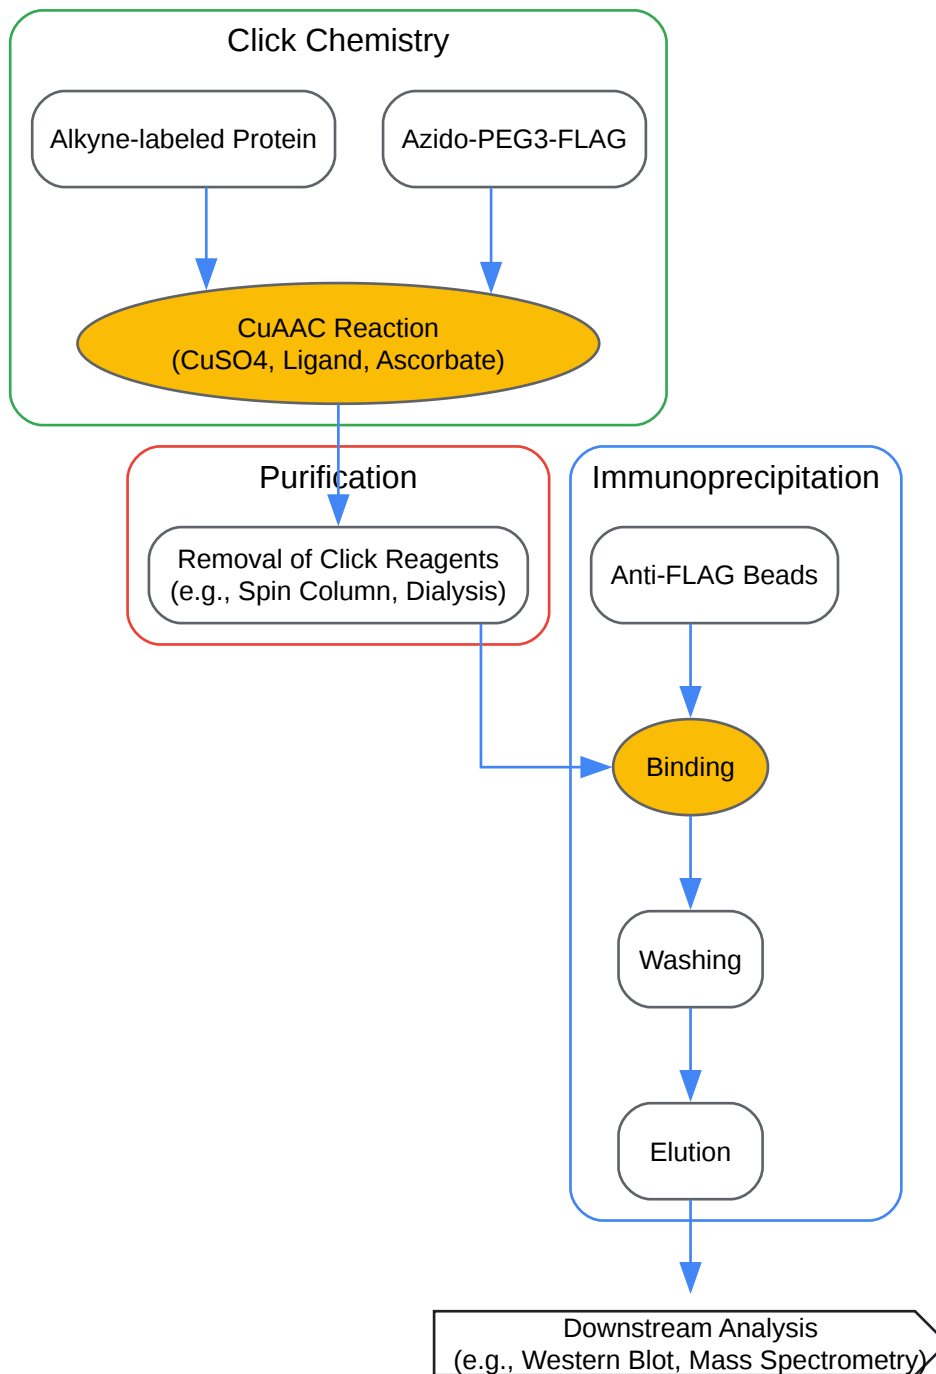 Click Chemistry
Alkyne-labeled Protein
Azido-PEG3-FLAG
CuAAC Reaction
(CuSO4, Ligand, Ascorbate)
Purification
Removal of Click Reagents
(e.g., Spin Column, Dialysis)
Immunoprecipitation
Anti-FLAG Beads
Binding
Washing
Elution
Downstream Analysis
(e.g., Western Blot, Mass Spectrometry)